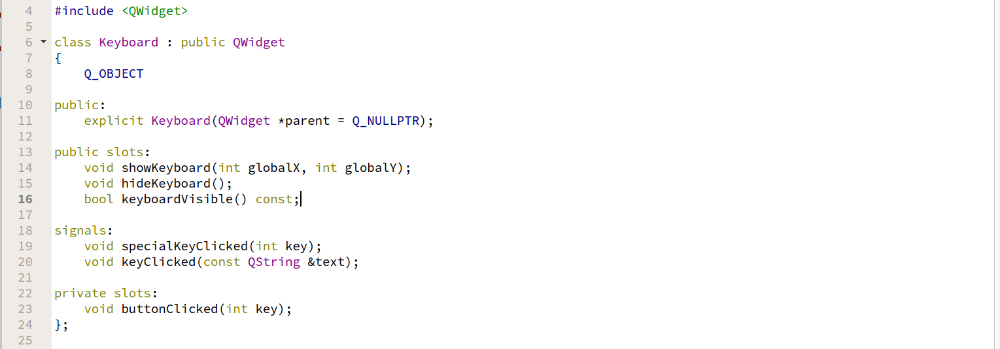 4 #include <QWidget>
5
6 class Keyboard : public QWidget
7 {
8     Q_OBJECT
9
10 public:
11     explicit Keyboard(QWidget *parent = Q_NULLPTR);
12
13 public slots:
14     void showKeyboard(int globalX, int globalY);
15     void hideKeyboard();
16     bool keyboardVisible() const;
17
18 signals:
19     void specialKeyClicked(int key);
20     void keyClicked(const QString &text);
21
22 private slots:
23     void buttonClicked(int key);
24 };
25